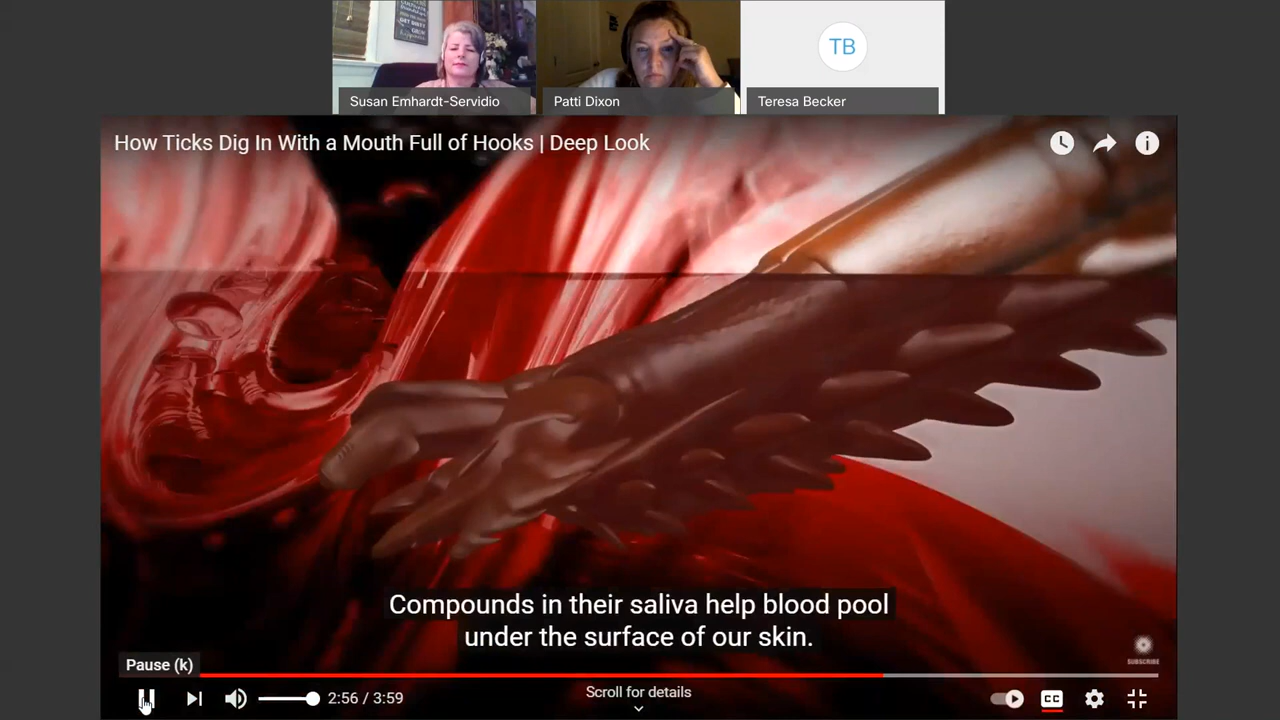 Susan Emhardt-Servidio
Patti Dixon
TB
Teresa Becker
How Ticks Dig In With a Mouth Full of Hooks | Deep Look
Compounds in their saliva help blood pool
under the surface of our skin.
SUBSCRIBE
Pause (k)
2:56 / 3:59
Scroll for details
CC